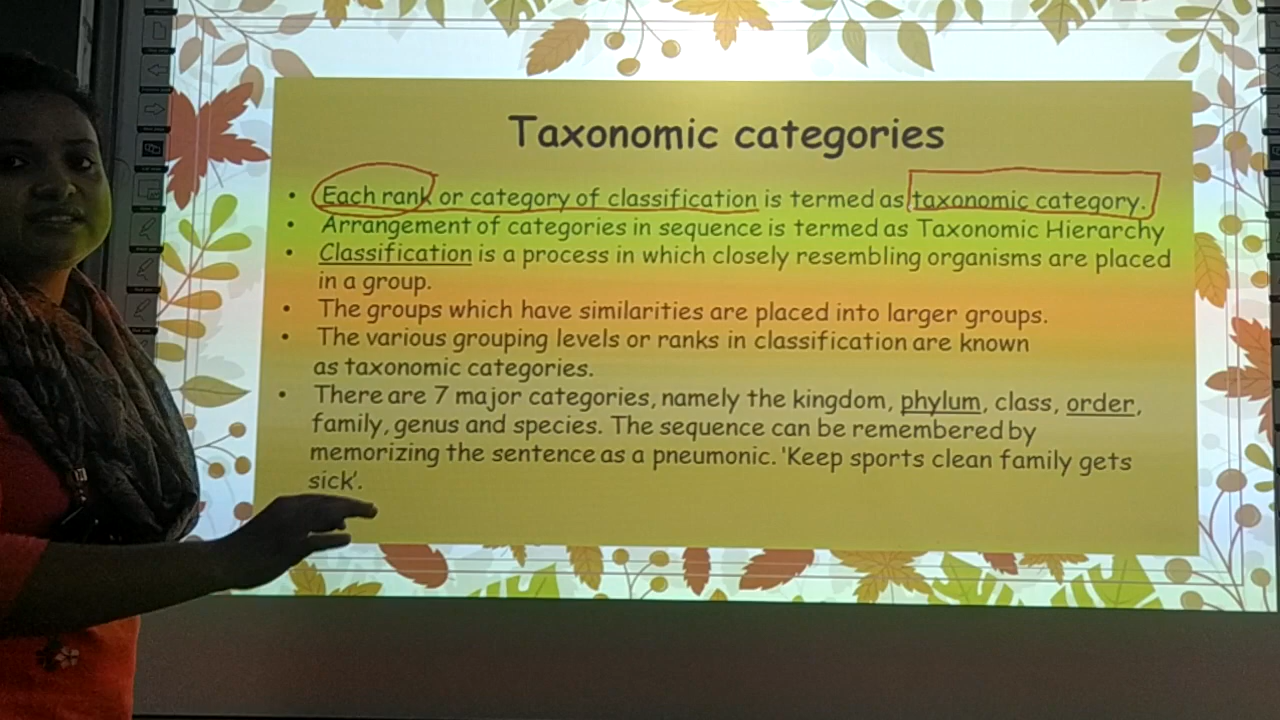 Taxonomic categories
• Each rank or category of classification is termed as taxonomic category.
• Arrangement of categories in sequence is termed as Taxonomic Hierarchy
• Classification is a process in which closely resembling organisms are placed
in a group.
• The groups which have similarities are placed into larger groups.
• The various grouping levels or ranks in classification are known
as taxonomic categories.
• There are 7 major categories, namely the kingdom, phylum, class, order,
family, genus and species. The sequence can be remembered by
memorizing the sentence as a pneumonic. 'Keep sports clean family gets
sick'.